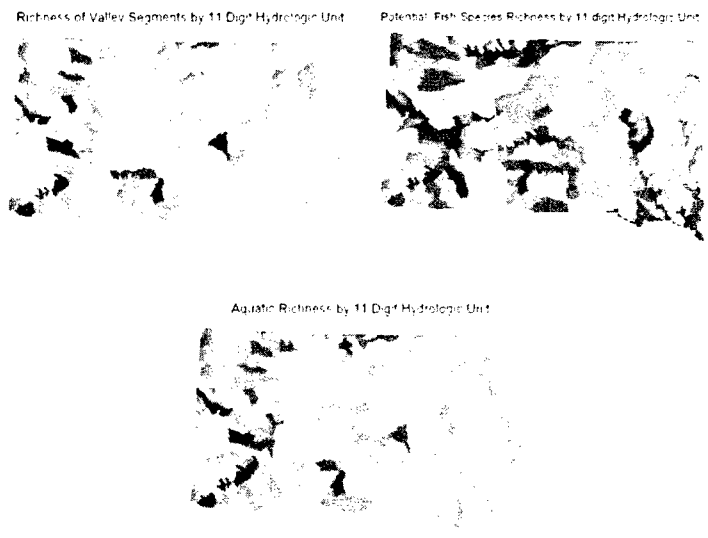 Richness of Valley Segments by 11 Digit Hydrologic Unit
Potential Fish Species Richness by 11 digit Hydrologic Unit
Aquatic Richness by 11 Digit Hydrologic Unit